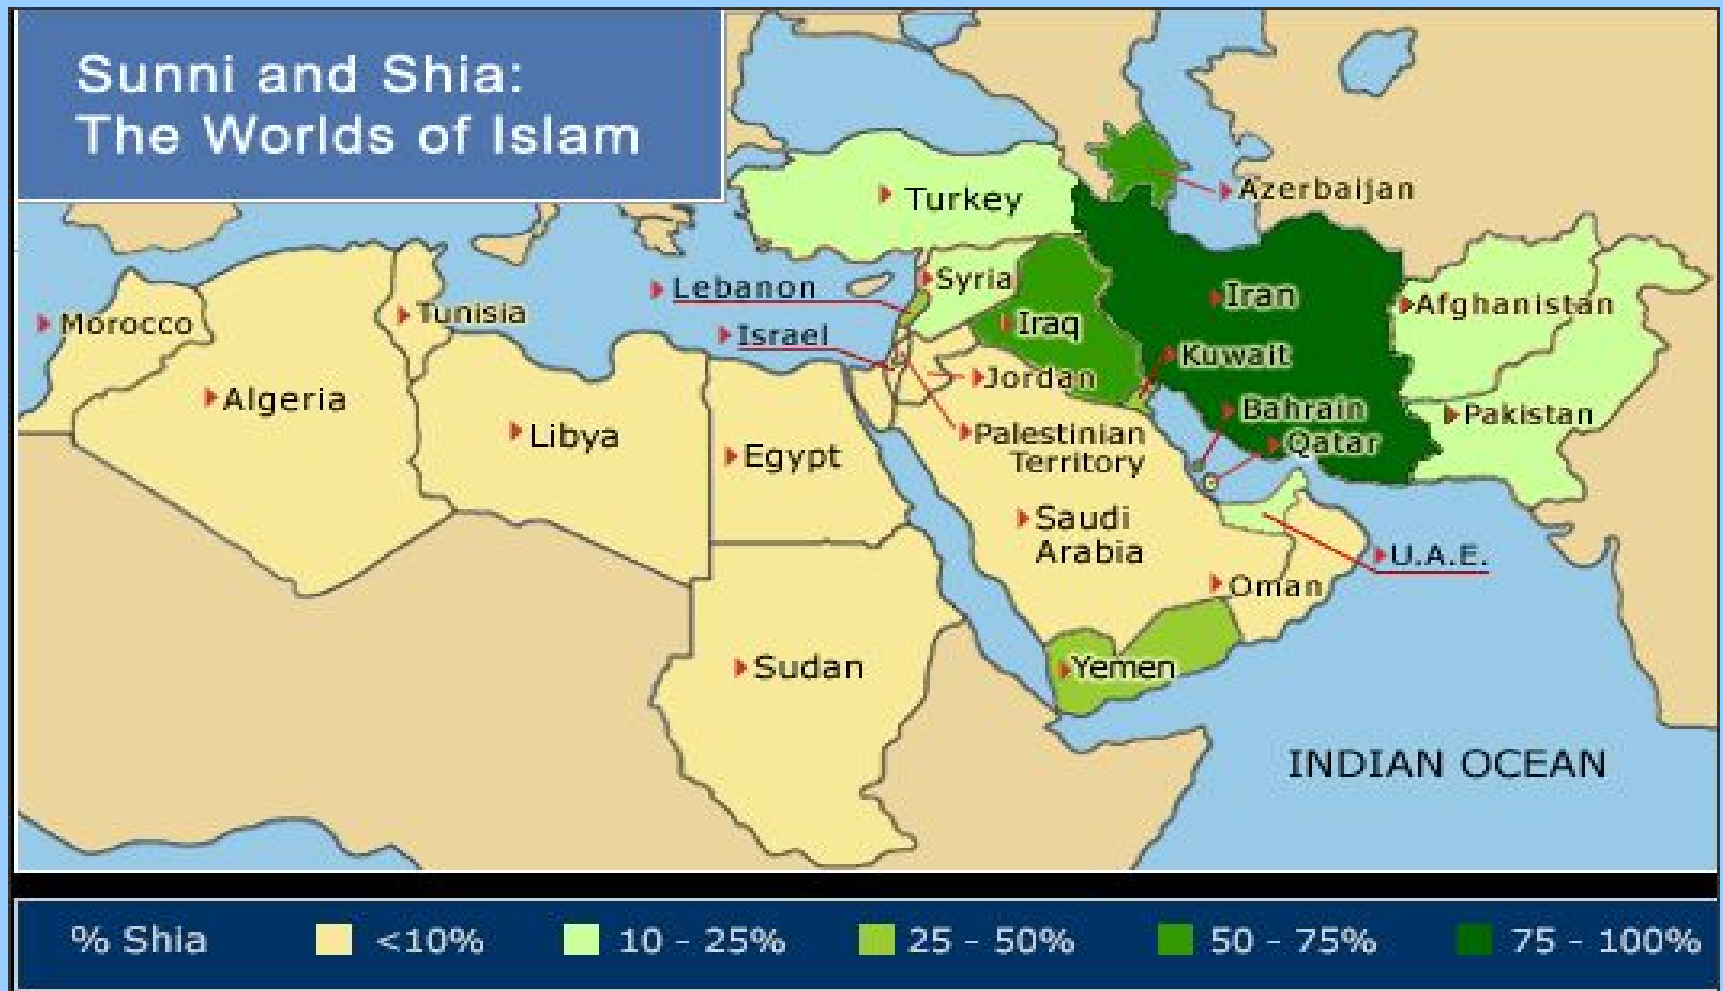 Sunni and Shia:
The Worlds of Islam
Azerbaijan
Turkey
Lebanon
Syria
Iran
Afghanistan
Morocco
Tunisia
Israel
Iraq
Kuwait
Algeria
Jordan
Bahrain
Pakistan
Libya
Egypt
Palestinian
Territory
Qatar
Saudi
Arabia
U.A.E.
Oman
Sudan
Yemen
INDIAN OCEAN
% Shia <10% 10 - 25% 25 - 50% 50 - 75% 75 - 100%